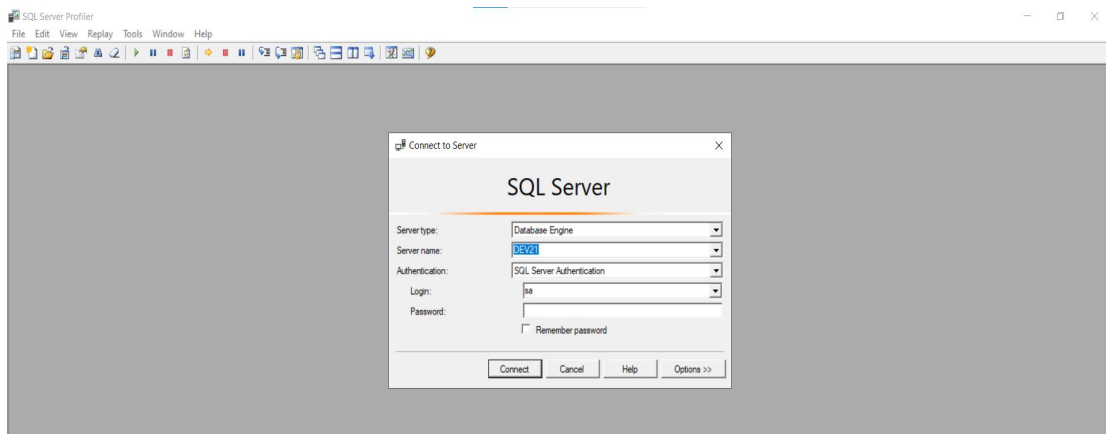 SQL Server Profiler
File Edit View Replay Tools Window Help
Connect to Server
SQL Server
Server type: Database Engine
Server name: DEV21
Authentication: SQL Server Authentication
Login: sa
Password:
Remember password
Connect Cancel Help Options >>